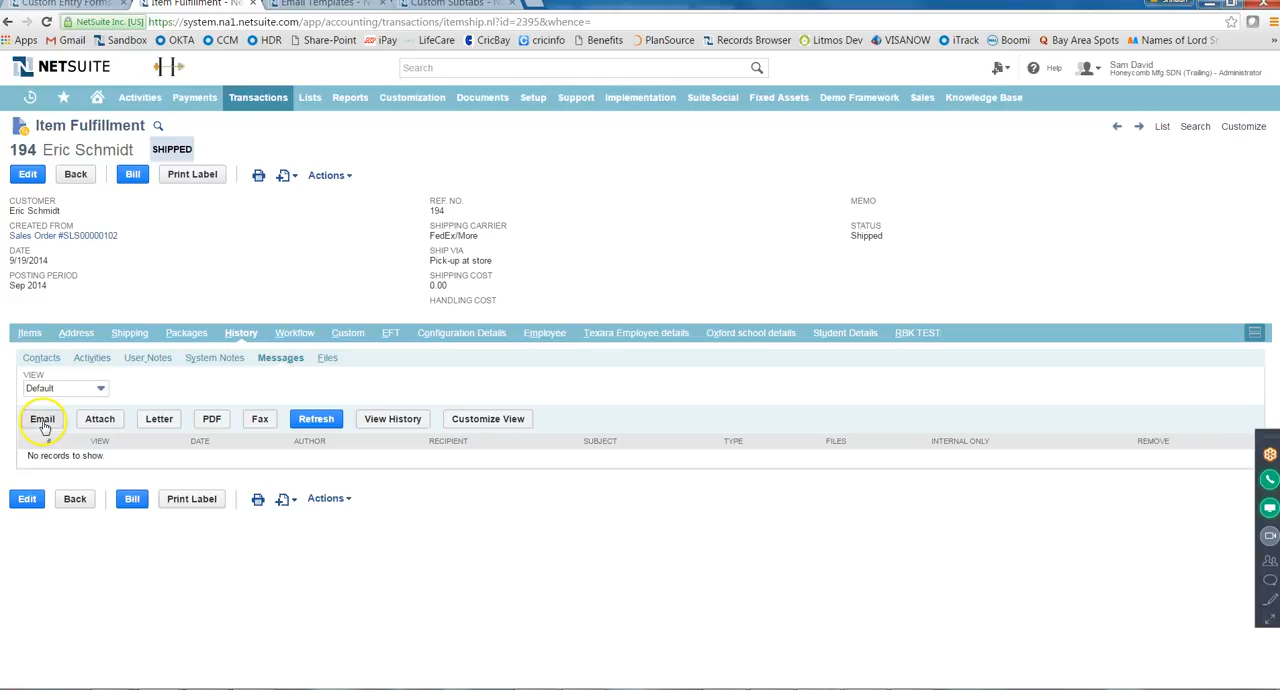 Custom Entry Forms
Item Fulfillment - Ne
Email Templates - Ne
Custom Subtabs - Ne
NetSuite Inc. [US]
https://system.na1.netsuite.com/app/accounting/transactions/itemship.nl?id=2395&whence=
Apps Gmail Sandbox OKTA CCM HDR Share-Point iPay LifeCare CricBay cricinfo Benefits PlanSource Records Browser Litmos Dev VISANOW iTrack Boomi Bay Area Spots Names of Lord S »
NETSUITE
Search
Help
Sam David
Honeycomb Mfg SDN (Trailing) - Administrator
Activities Payments Transactions Lists Reports Customization Documents Setup Support Implementation SuiteSocial Fixed Assets Demo Framework Sales Knowledge Base
Item Fulfillment
List Search Customize
194 Eric Schmidt SHIPPED
Edit Back Bill Print Label Actions
CUSTOMER
Eric Schmidt
CREATED FROM
Sales Order #SLS00000102
DATE
9/19/2014
POSTING PERIOD
Sep 2014
REF. NO.
194
SHIPPING CARRIER
FedEx/More
SHIP VIA
Pick-up at store
SHIPPING COST
0.00
HANDLING COST
MEMO
STATUS
Shipped
Items Address Shipping Packages History Workflow Custom EFT Configuration Details Employee Texara Employee details Oxford school details Student Details RBK TEST
Contacts Activities User Notes System Notes Messages Files
VIEW
Default
Email Attach Letter PDF Fax Refresh View History Customize View
# VIEW DATE AUTHOR RECIPIENT SUBJECT TYPE FILES INTERNAL ONLY REMOVE
No records to show.
Edit Back Bill Print Label Actions